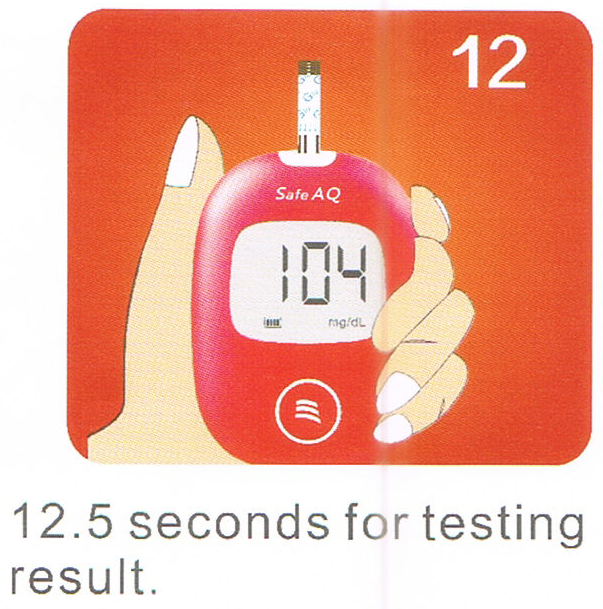 12
Safe AQ
104
mg/dL
12.5 seconds for testing
result.